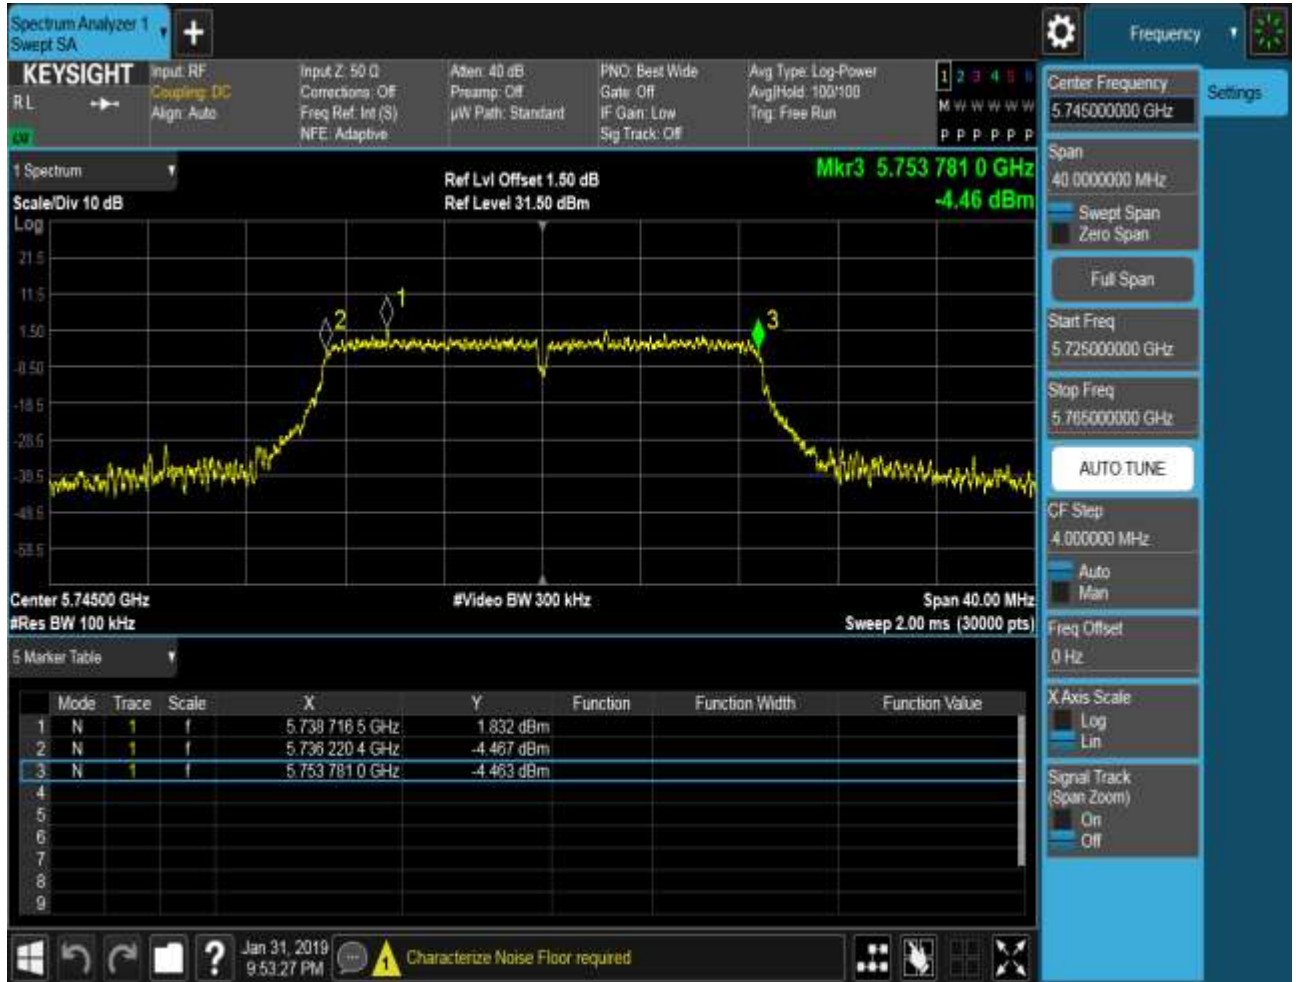 Spectrum Analyzer 1
Swept SA
+
Frequency
KEYSIGHT
RL
Input: RF
Coupling: DC
Align: Auto
Input Z: 50 Ω
Corrections: Off
Freq Ref: Int (S)
NFE: Adaptive
Atten: 40 dB
Preamp: Off
µW Path: Standard
PNO: Best Wide
Gate: Off
IF Gain: Low
Sig Track: Off
Avg Type: Log-Power
Avg|Hold: 100/100
Trig: Free Run
1 2 3 4 5 6
M W W W W W
P P P P P P
1 Spectrum
Scale/Div 10 dB
Ref Lvl Offset 1.50 dB
Ref Level 31.50 dBm
Mkr3 5.753 781 0 GHz
-4.46 dBm
Log
21.5
11.5
1.50
-8.50
-18.5
-28.5
-38.5
-48.5
-58.5
1
2
3
Center 5.74500 GHz
#Res BW 100 kHz
#Video BW 300 kHz
Span 40.00 MHz
Sweep 2.00 ms (30000 pts)
5 Marker Table
Mode Trace Scale X Y Function Function Width Function Value
1 N 1 f 5.738 716 5 GHz 1.832 dBm
2 N 1 f 5.736 220 4 GHz -4.467 dBm
3 N 1 f 5.753 781 0 GHz -4.463 dBm
4
5
6
7
8
9
Center Frequency
5.745000000 GHz
Settings
Span
40.0000000 MHz
Swept Span
Zero Span
Full Span
Start Freq
5.725000000 GHz
Stop Freq
5.765000000 GHz
AUTO TUNE
CF Step
4.000000 MHz
Auto
Man
Freq Offset
0 Hz
X Axis Scale
Log
Lin
Signal Track
(Span Zoom)
On
Off
?
Jan 31, 2019
9:53:27 PM
1
Characterize Noise Floor required